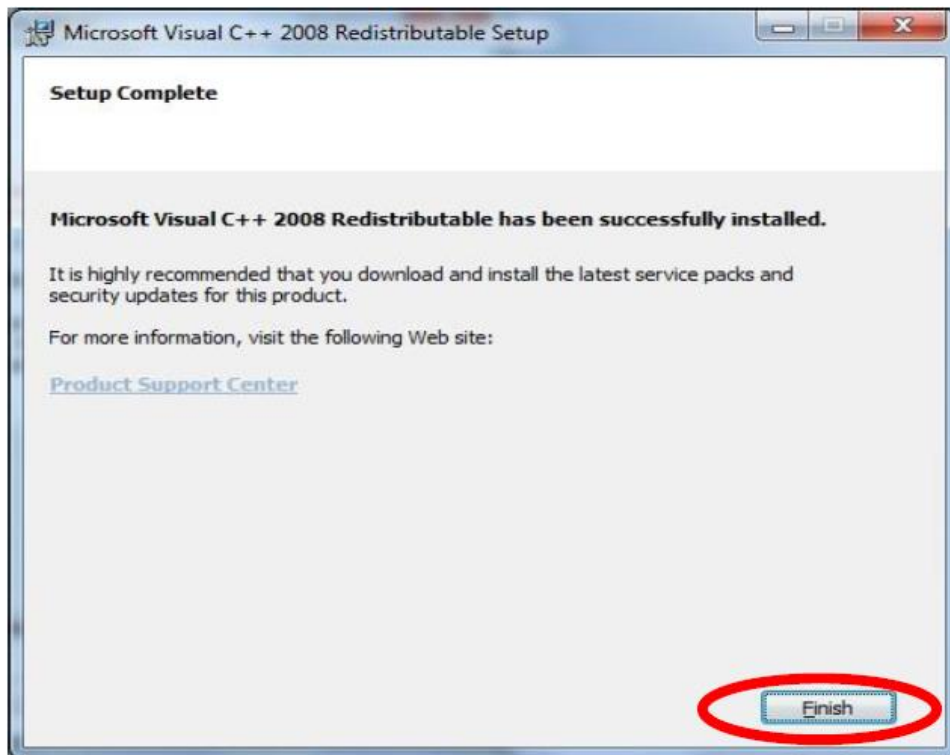 Microsoft Visual C++ 2008 Redistributable Setup
Setup Complete
Microsoft Visual C++ 2008 Redistributable has been successfully installed.
It is highly recommended that you download and install the latest service packs and
security updates for this product.
For more information, visit the following Web site:
Product Support Center
Finish